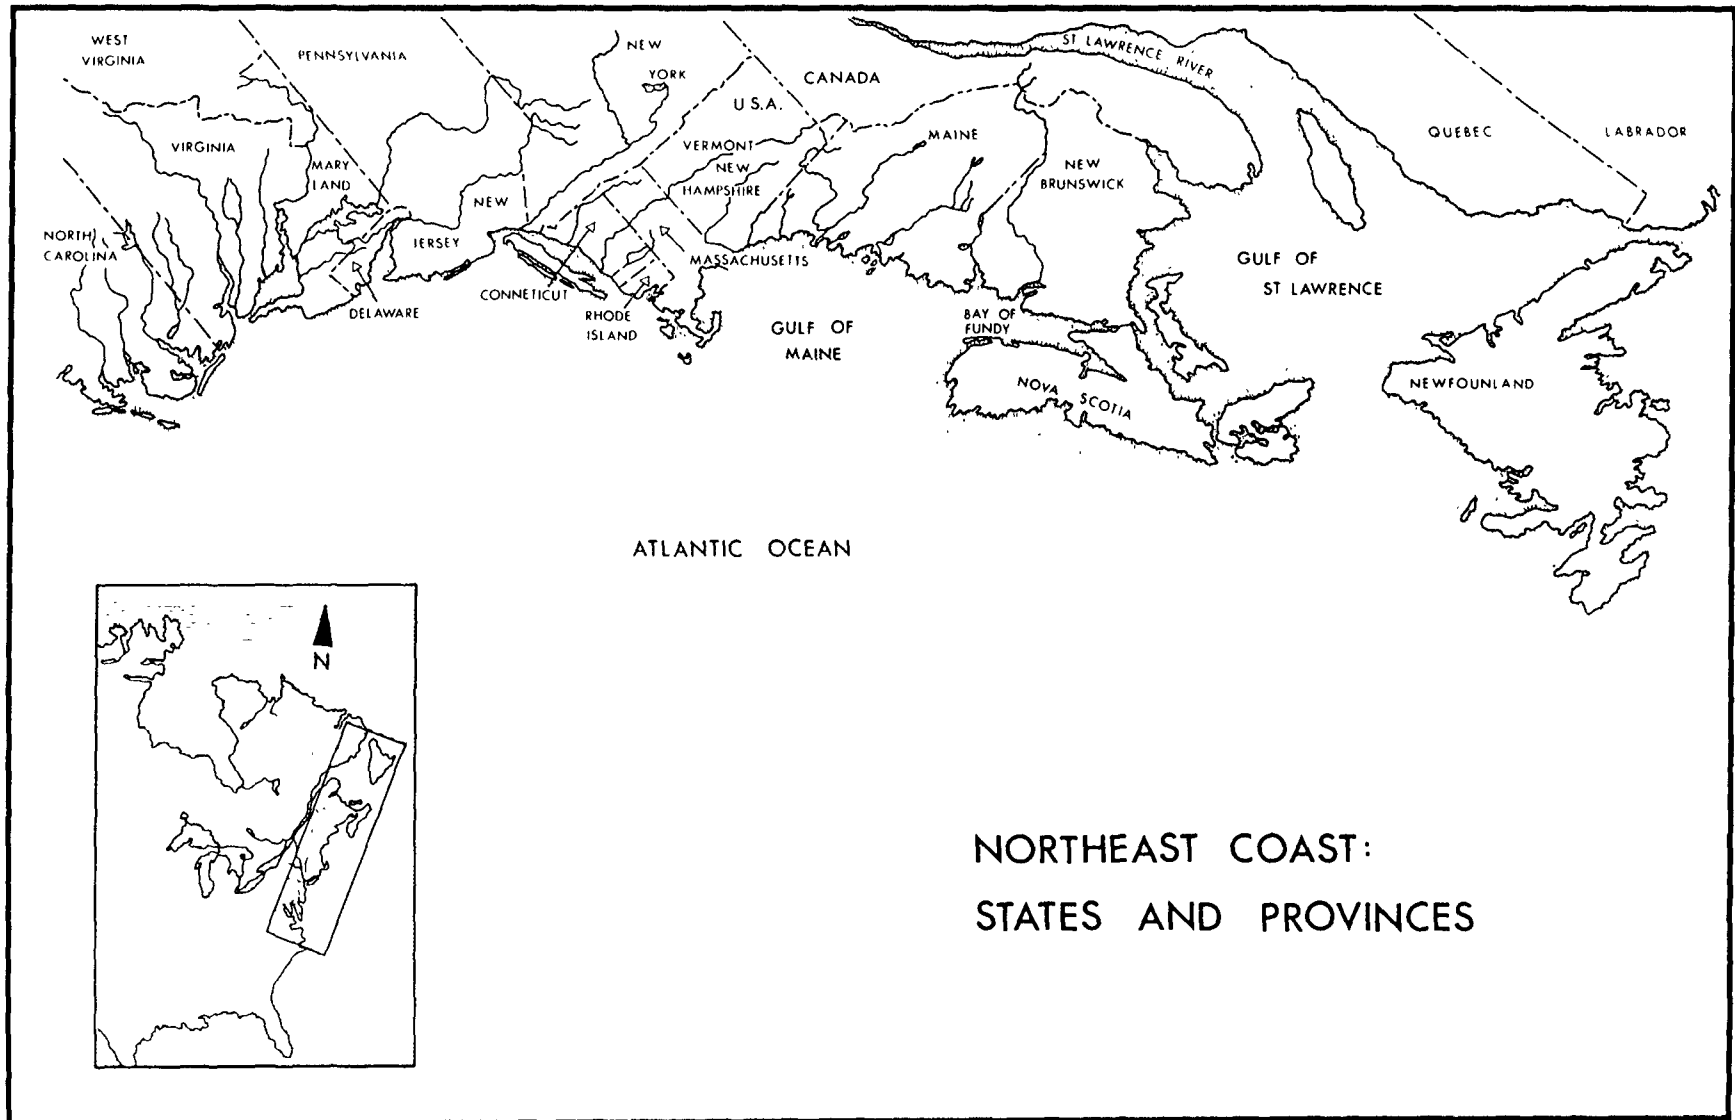 WEST
VIRGINIA
PENNSYLVANIA
NEW
YORK
CANADA
U.S.A.
ST LAWRENCE RIVER
QUEBEC
LABRADOR
VIRGINIA
MARY
LAND
NEW
JERSEY
VERMONT
NEW
HAMPSHIRE
MAINE
NEW
BRUNSWICK
NORTH
CAROLINA
DELAWARE
CONNETICUT
RHODE
ISLAND
MASSACHUSETTS
GULF OF
MAINE
BAY OF
FUNDY
NOVA SCOTIA
GULF OF
ST LAWRENCE
NEWFOUNLAND
ATLANTIC OCEAN
N
NORTHEAST COAST:
STATES AND PROVINCES